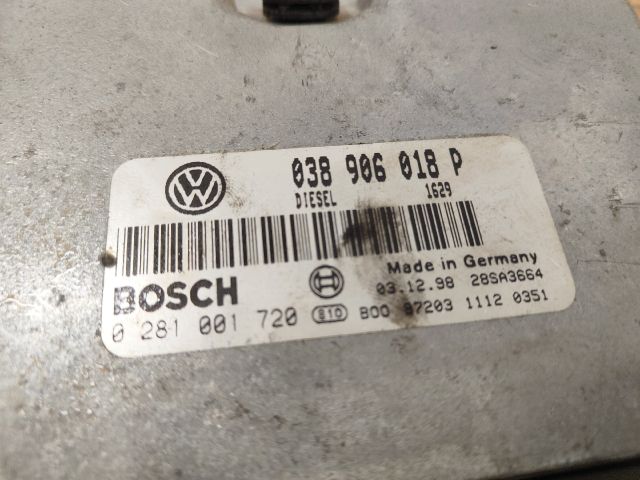 038 906 018 P
DIESEL 1629
Made in Germany
BOSCH 03.12.98 28SA3664
0 281 001 720 B00 87203 1112 0351